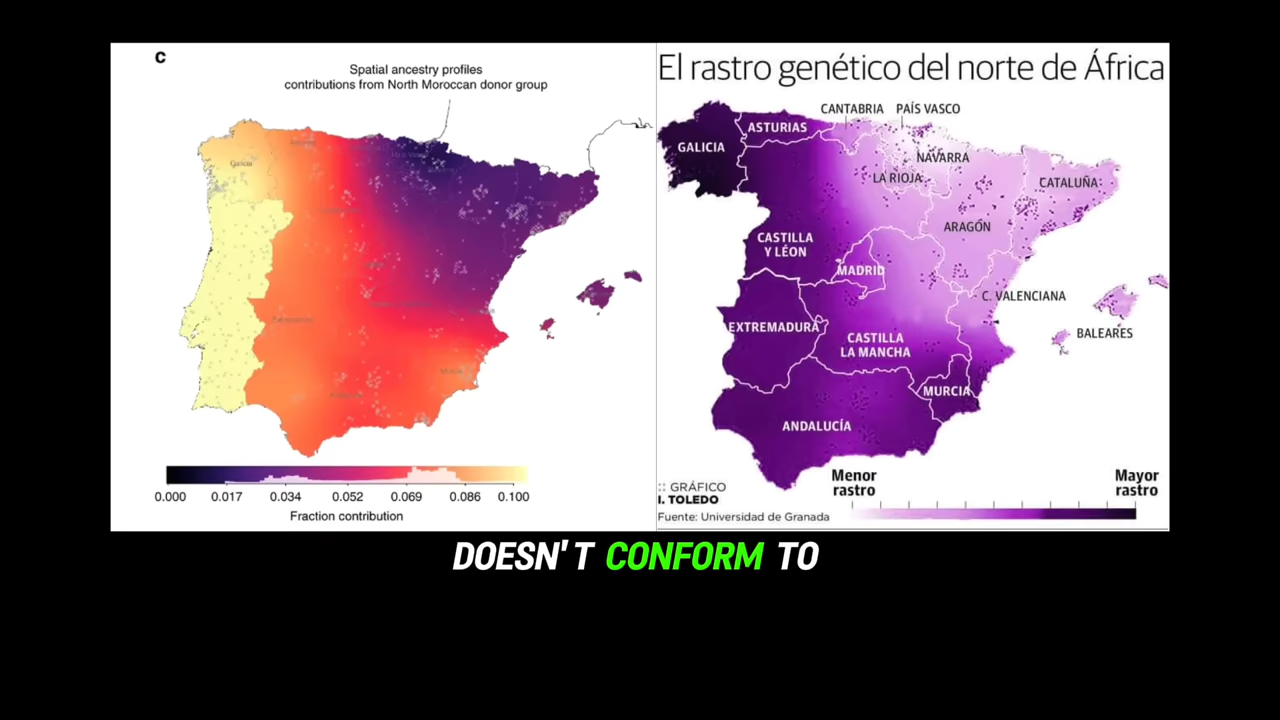 c
Spatial ancestry profiles
contributions from North Moroccan donor group
Galicia
0.000 0.017 0.034 0.052 0.069 0.086 0.100
Fraction contribution
El rastro genético del norte de África
CANTABRIA PAÍS VASCO
ASTURIAS
GALICIA
NAVARRA
LA RIOJA
CATALUÑA
ARAGÓN
CASTILLA
Y LÉON
MADRID
C. VALENCIANA
EXTREMADURA
BALEARES
CASTILLA
LA MANCHA
MURCIA
ANDALUCÍA
Menor
rastro
Mayor
rastro
:: GRÁFICO
I. TOLEDO
Fuente: Universidad de Granada
DOESN'T CONFORM TO